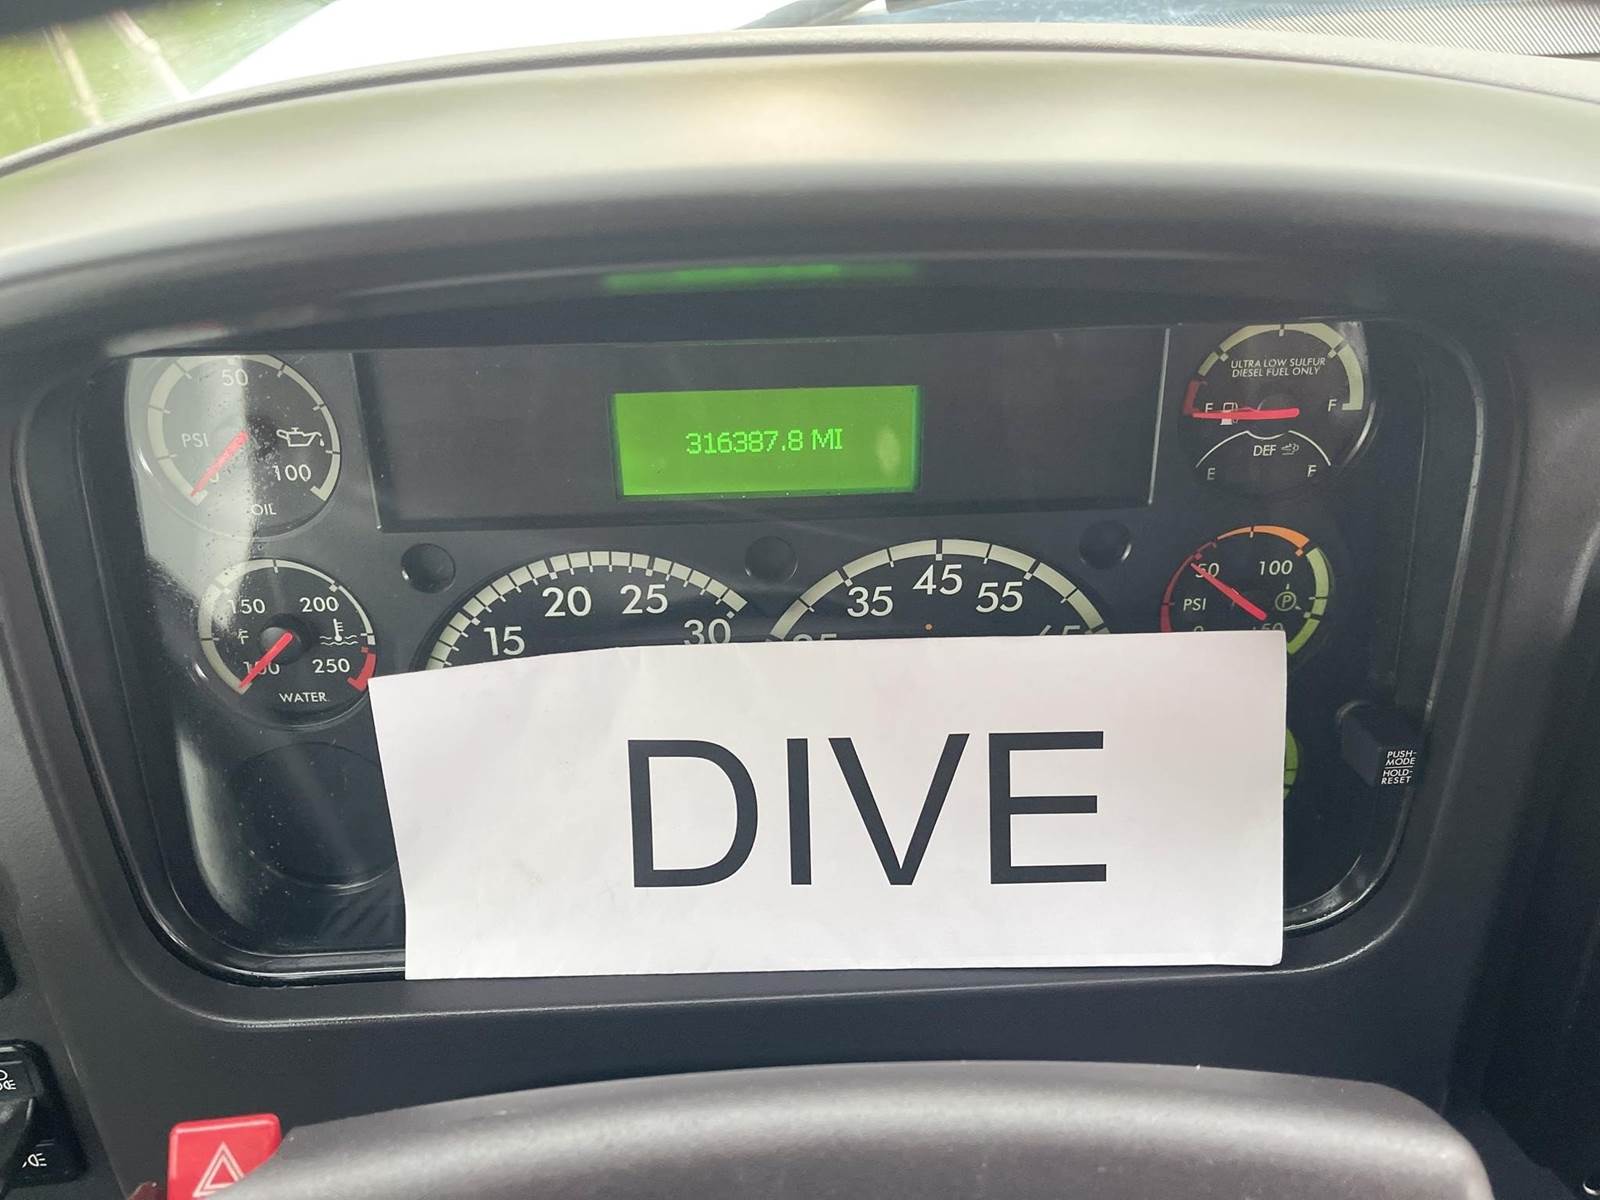 50
PSI
100
OIL
316387.8 MI
ULTRA LOW SULFUR
DIESEL FUEL ONLY
F
DEF
E F
150 200
°F
100 250
WATER
15 20 25 30
35 45 55
50 100
PSI
PUSH-
MODE
HOLD-
RESET
DIVE